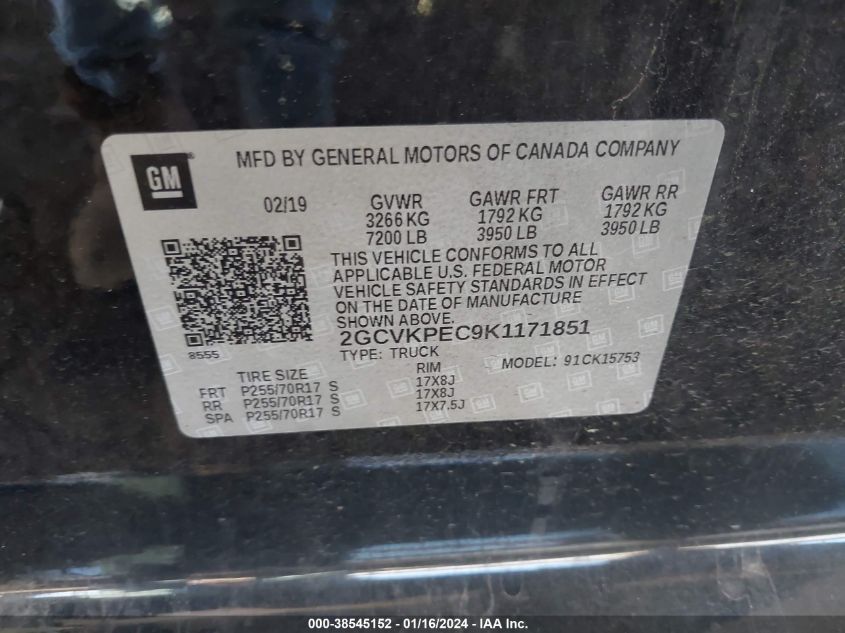 GM
MFD BY GENERAL MOTORS OF CANADA COMPANY
02/19 GVWR GAWR FRT GAWR RR
3266 KG 1792 KG 1792 KG
7200 LB 3950 LB 3950 LB
THIS VEHICLE CONFORMS TO ALL
APPLICABLE U.S. FEDERAL MOTOR
VEHICLE SAFETY STANDARDS IN EFFECT
ON THE DATE OF MANUFACTURE
SHOWN ABOVE.
8555
2GCVKPEC9K1171851
TYPE: TRUCK MODEL: 91CK15753
TIRE SIZE RIM
FRT P255/70R17 S 17X8J
RR P255/70R17 S 17X8J
SPA P255/70R17 S 17X7.5J
000-38545152 - 01/16/2024 - IAA Inc.